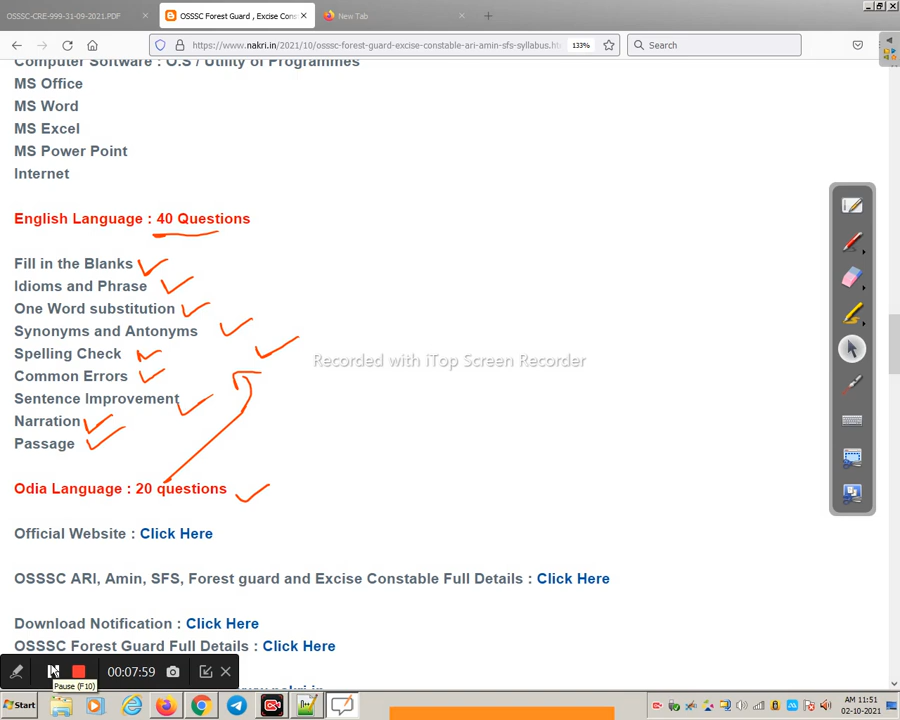 OSSSC-CRE-999-31-09-2021.PDF
OSSSC Forest Guard , Excise Cons
New Tab
https://www.nakri.in/2021/10/osssc-forest-guard-excise-constable-ari-amin-sfs-syllabus.ht
133%
Search
Computer Software : O.S / Utility of Programmes
MS Office
MS Word
MS Excel
MS Power Point
Internet
English Language : 40 Questions
Fill in the Blanks
Idioms and Phrase
One Word substitution
Synonyms and Antonyms
Spelling Check
Recorded with iTop Screen Recorder
Common Errors
Sentence Improvement
Narration
Passage
Odia Language : 20 questions
Official Website : Click Here
OSSSC ARI, Amin, SFS, Forest guard and Excise Constable Full Details : Click Here
Download Notification : Click Here
OSSSC Forest Guard Full Details : Click Here
00:07:59
Pause (F10)
Start
AM 11:51
02-10-2021